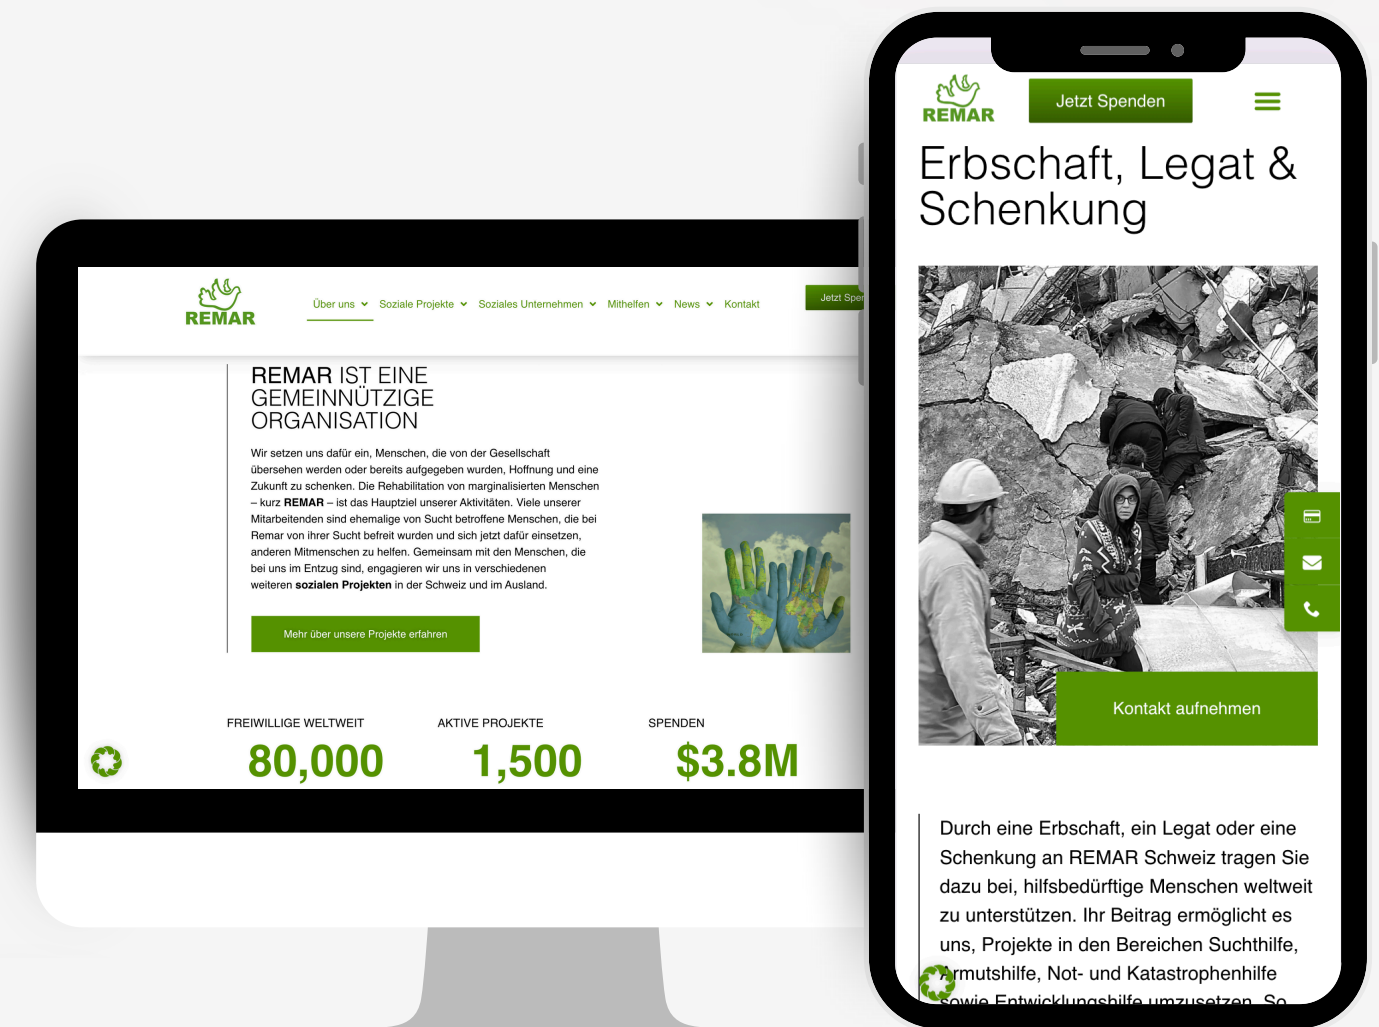 REMAR
Über uns
Soziale Projekte
Soziales Unternehmen
Mithelfen
News
Kontakt
Jetzt Spen
REMAR IST EINE
GEMEINNÜTZIGE
ORGANISATION
Wir setzen uns dafür ein, Menschen, die von der Gesellschaft
übersehen werden oder bereits aufgegeben wurden, Hoffnung und eine
Zukunft zu schenken. Die Rehabilitation von marginalisierten Menschen
– kurz REMAR – ist das Hauptziel unserer Aktivitäten. Viele unserer
Mitarbeitenden sind ehemalige von Sucht betroffene Menschen, die bei
Remar von ihrer Sucht befreit wurden und sich jetzt dafür einsetzen,
anderen Mitmenschen zu helfen. Gemeinsam mit den Menschen, die
bei uns im Entzug sind, engagieren wir uns in verschiedenen
weiteren sozialen Projekten in der Schweiz und im Ausland.
Mehr über unsere Projekte erfahren
FREIWILLIGE WELTWEIT
80,000
AKTIVE PROJEKTE
1,500
SPENDEN
$3.8M
REMAR
Jetzt Spenden
Erbschaft, Legat &
Schenkung
Kontakt aufnehmen
Durch eine Erbschaft, ein Legat oder eine
Schenkung an REMAR Schweiz tragen Sie
dazu bei, hilfsbedürftige Menschen weltweit
zu unterstützen. Ihr Beitrag ermöglicht es
uns, Projekte in den Bereichen Suchthilfe,
Armutshilfe, Not- und Katastrophenhilfe
sowie Entwicklungshilfe umzusetzen. So